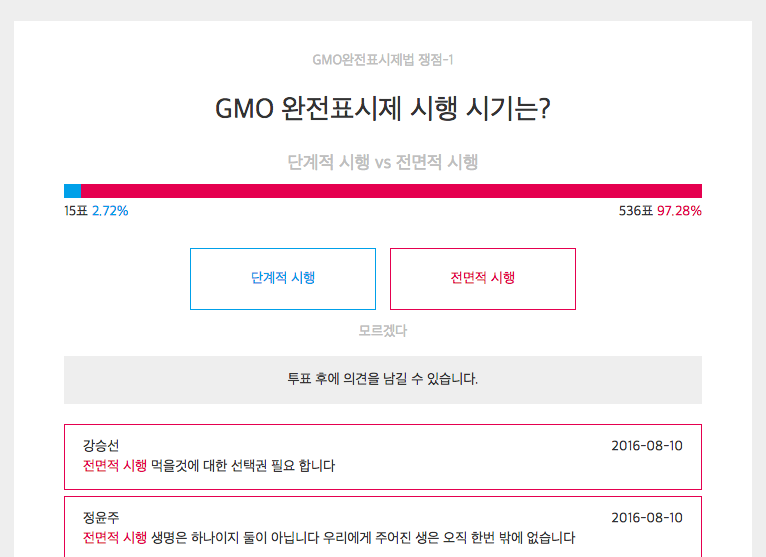 GMO완전표시제법 쟁점-1
GMO 완전표시제 시행 시기는?
단계적 시행 vs 전면적 시행
15표 2.72% 536표 97.28%
단계적 시행 전면적 시행
모르겠다
투표 후에 의견을 남길 수 있습니다.
강승선 2016-08-10
전면적 시행 먹을것에 대한 선택권 필요 합니다
정윤주 2016-08-10
전면적 시행 생명은 하나이지 둘이 아닙니다 우리에게 주어진 생은 오직 한번 밖에 없습니다